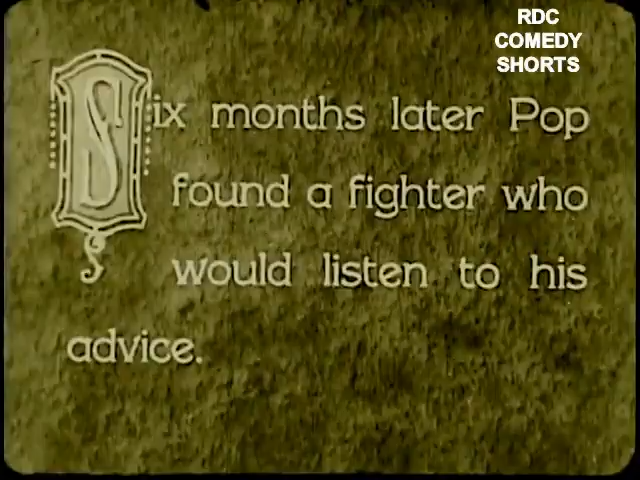 RDC
COMEDY
SHORTS
Six months later Pop
found a fighter who
would listen to his
advice.